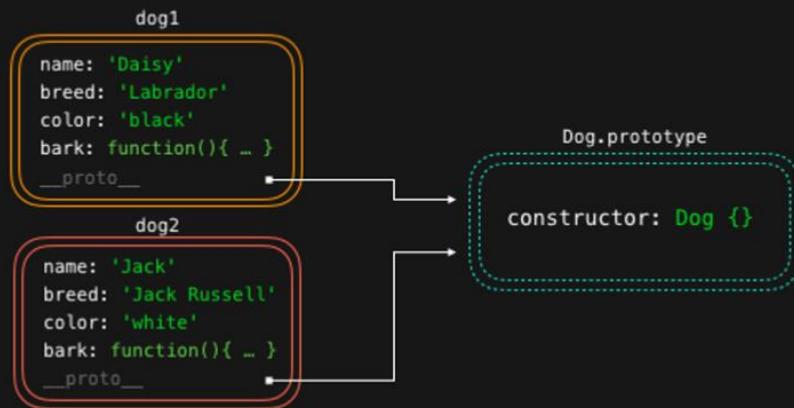 dog1
name: 'Daisy'
breed: 'Labrador'
color: 'black'
bark: function(){ … }
__proto__
Dog.prototype
constructor: Dog {}
dog2
name: 'Jack'
breed: 'Jack Russell'
color: 'white'
bark: function(){ … }
__proto__